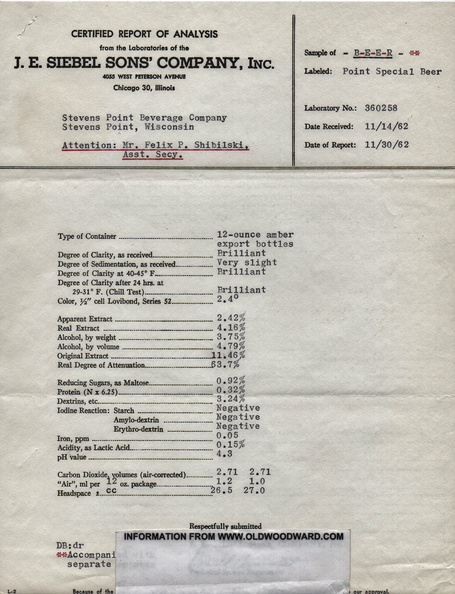 CERTIFIED REPORT OF ANALYSIS
from the Laboratories of the
J. E. SIEBEL SONS' COMPANY, INC.
4055 WEST PETERSON AVENUE
Chicago 30, Illinois
Sample of - B-E-E-R - **
Labeled: Point Special Beer
Laboratory No.: 360258
Date Received: 11/14/62
Date of Report: 11/30/62
Stevens Point Beverage Company
Stevens Point, Wisconsin
Attention: Mr. Felix P. Shibilski,
Asst. Secy.
Type of Container 12-ounce amber
export bottles
Degree of Clarity, as received Brilliant
Degree of Sedimentation, as received Very slight
Degree of Clarity at 40-45° F. Brilliant
Degree of Clarity after 24 hrs. at
29-31° F. (Chill Test) Brilliant
Color, ½" cell Lovibond, Series 52 2.4°
Apparent Extract 2.42%
Real Extract 4.16%
Alcohol, by weight 3.75%
Alcohol, by volume 4.79%
Original Extract 11.46%
Real Degree of Attenuation 63.7%
Reducing Sugars, as Maltose 0.92%
Protein (N x 6.25) 0.32%
Dextrins, etc. 3.24%
Iodine Reaction: Starch Negative
Amylo-dextrin Negative
Erythro-dextrin Negative
Iron, ppm 0.05
Acidity, as Lactic Acid 0.15%
pH value 4.3
Carbon Dioxide, volumes (air-corrected) 2.71 2.71
"Air", ml per 12 oz. package 1.2 1.0
Headspace : cc 26.5 27.0
Respectfully submitted
INFORMATION FROM WWW.OLDWOODWARD.COM
DB:dr
**Accompani
separate
L-2 Because of the our approval.